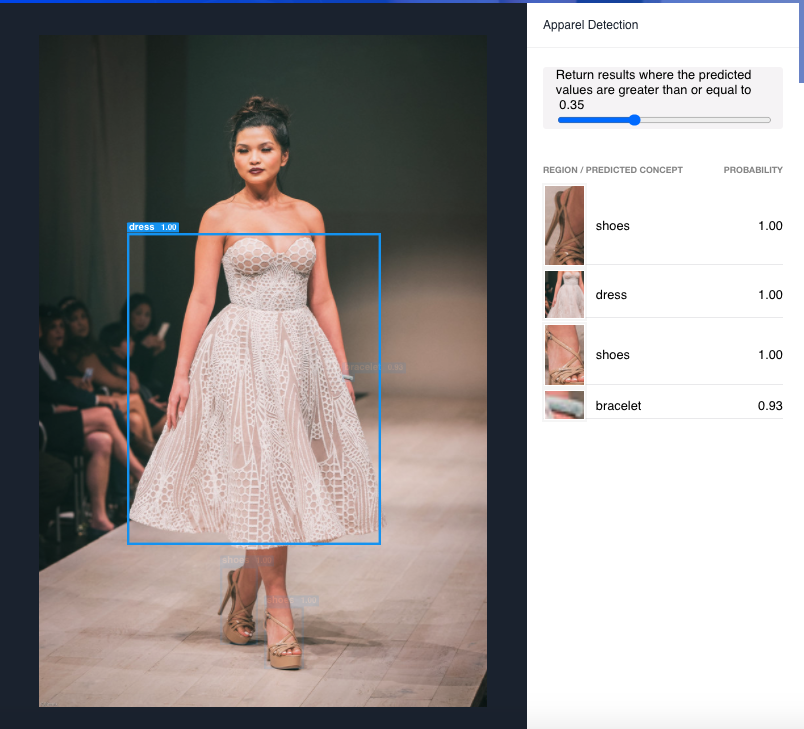 Apparel Detection
Return results where the predicted
values are greater than or equal to
0.35
REGION / PREDICTED CONCEPT PROBABILITY
shoes 1.00
dress 1.00
shoes 1.00
bracelet 0.93
dress 1.00